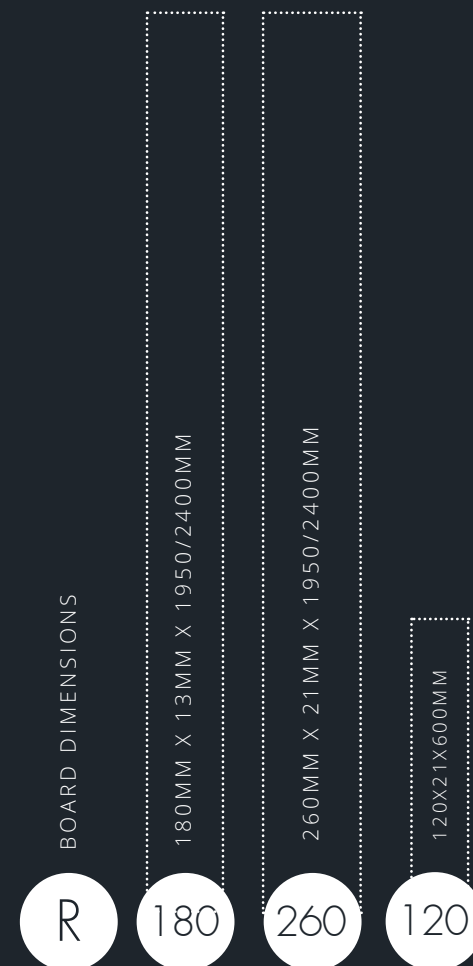 BOARD DIMENSIONS
180MM X 13MM X 1950/2400MM
260MM X 21MM X 1950/2400MM
120X21X600MM
R
180
260
120